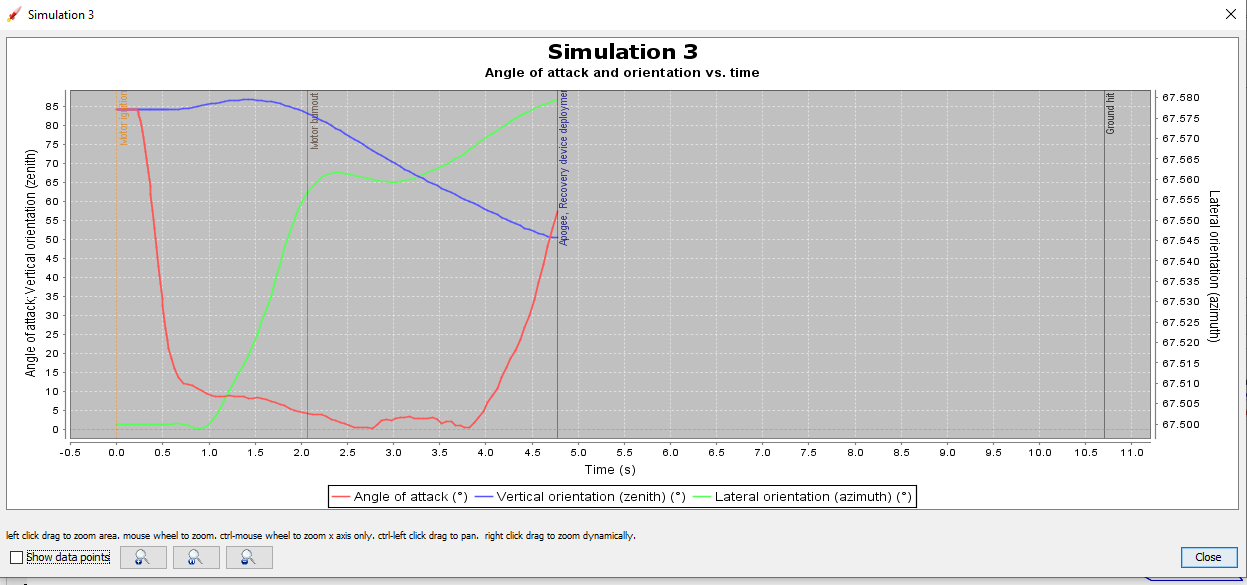 Simulation 3
Simulation 3
Angle of attack and orientation vs. time
Angle of attack;Vertical orientation (zenith)
85
80
75
70
65
60
55
50
45
40
35
30
25
20
15
10
5
0
Motor ignition
Motor burnout
Apogee, Recovery device deployment
Ground hit
67.580
67.575
67.570
67.565
67.560
67.555
67.550
67.545
67.540
67.535
67.530
67.525
67.520
67.515
67.510
67.505
67.500
Lateral orientation (azimuth)
-0.5 0.0 0.5 1.0 1.5 2.0 2.5 3.0 3.5 4.0 4.5 5.0 5.5 6.0 6.5 7.0 7.5 8.0 8.5 9.0 9.5 10.0 10.5 11.0
Time (s)
Angle of attack (°) Vertical orientation (zenith) (°) Lateral orientation (azimuth) (°)
left click drag to zoom area. mouse wheel to zoom. ctrl-mouse wheel to zoom x axis only. ctrl-left click drag to pan. right click drag to zoom dynamically.
Show data points
Close